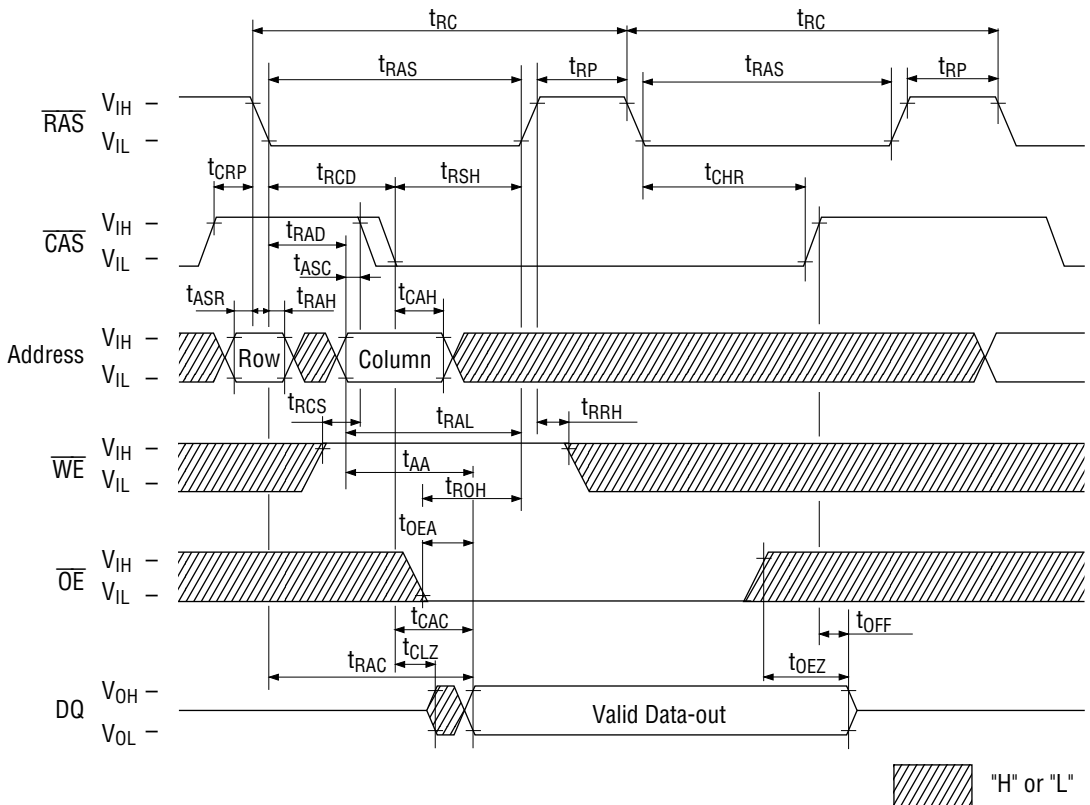 tRC tRC
tRAS tRP tRAS tRP
RAS VIH –
VIL –
tCRP tRCD tRSH tCHR
CAS VIH –
VIL –
tRAD
tASC
tASR tRAH tCAH
Address VIH –
VIL –
Row Column
tRCS tRAL tRRH
WE VIH –
VIL –
tAA
tROH
tOEA
OE VIH –
VIL –
tCAC tOFF
tCLZ
tRAC tOEZ
DQ VOH –
VOL –
Valid Data-out
"H" or "L"